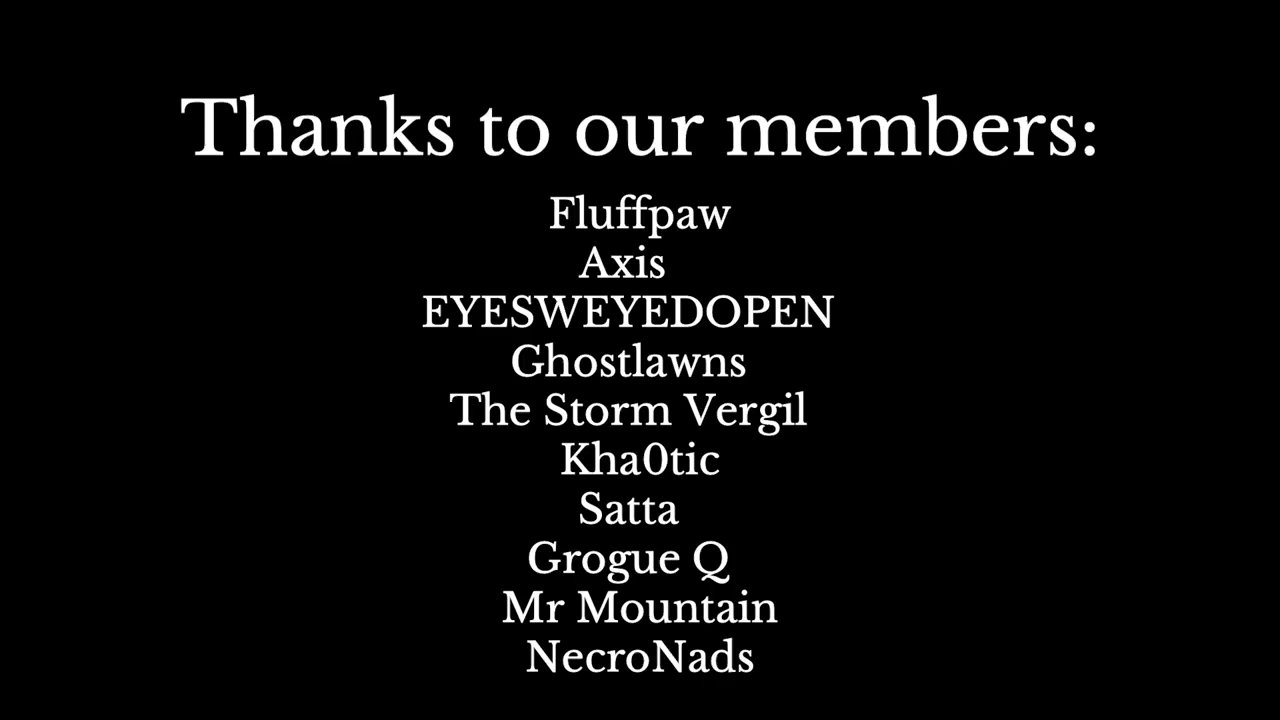 Thanks to our members:
Fluffpaw
Axis
EYESWEYEDOPEN
Ghostlawns
The Storm Vergil
Kha0tic
Satta
Grogue Q
Mr Mountain
NecroNads